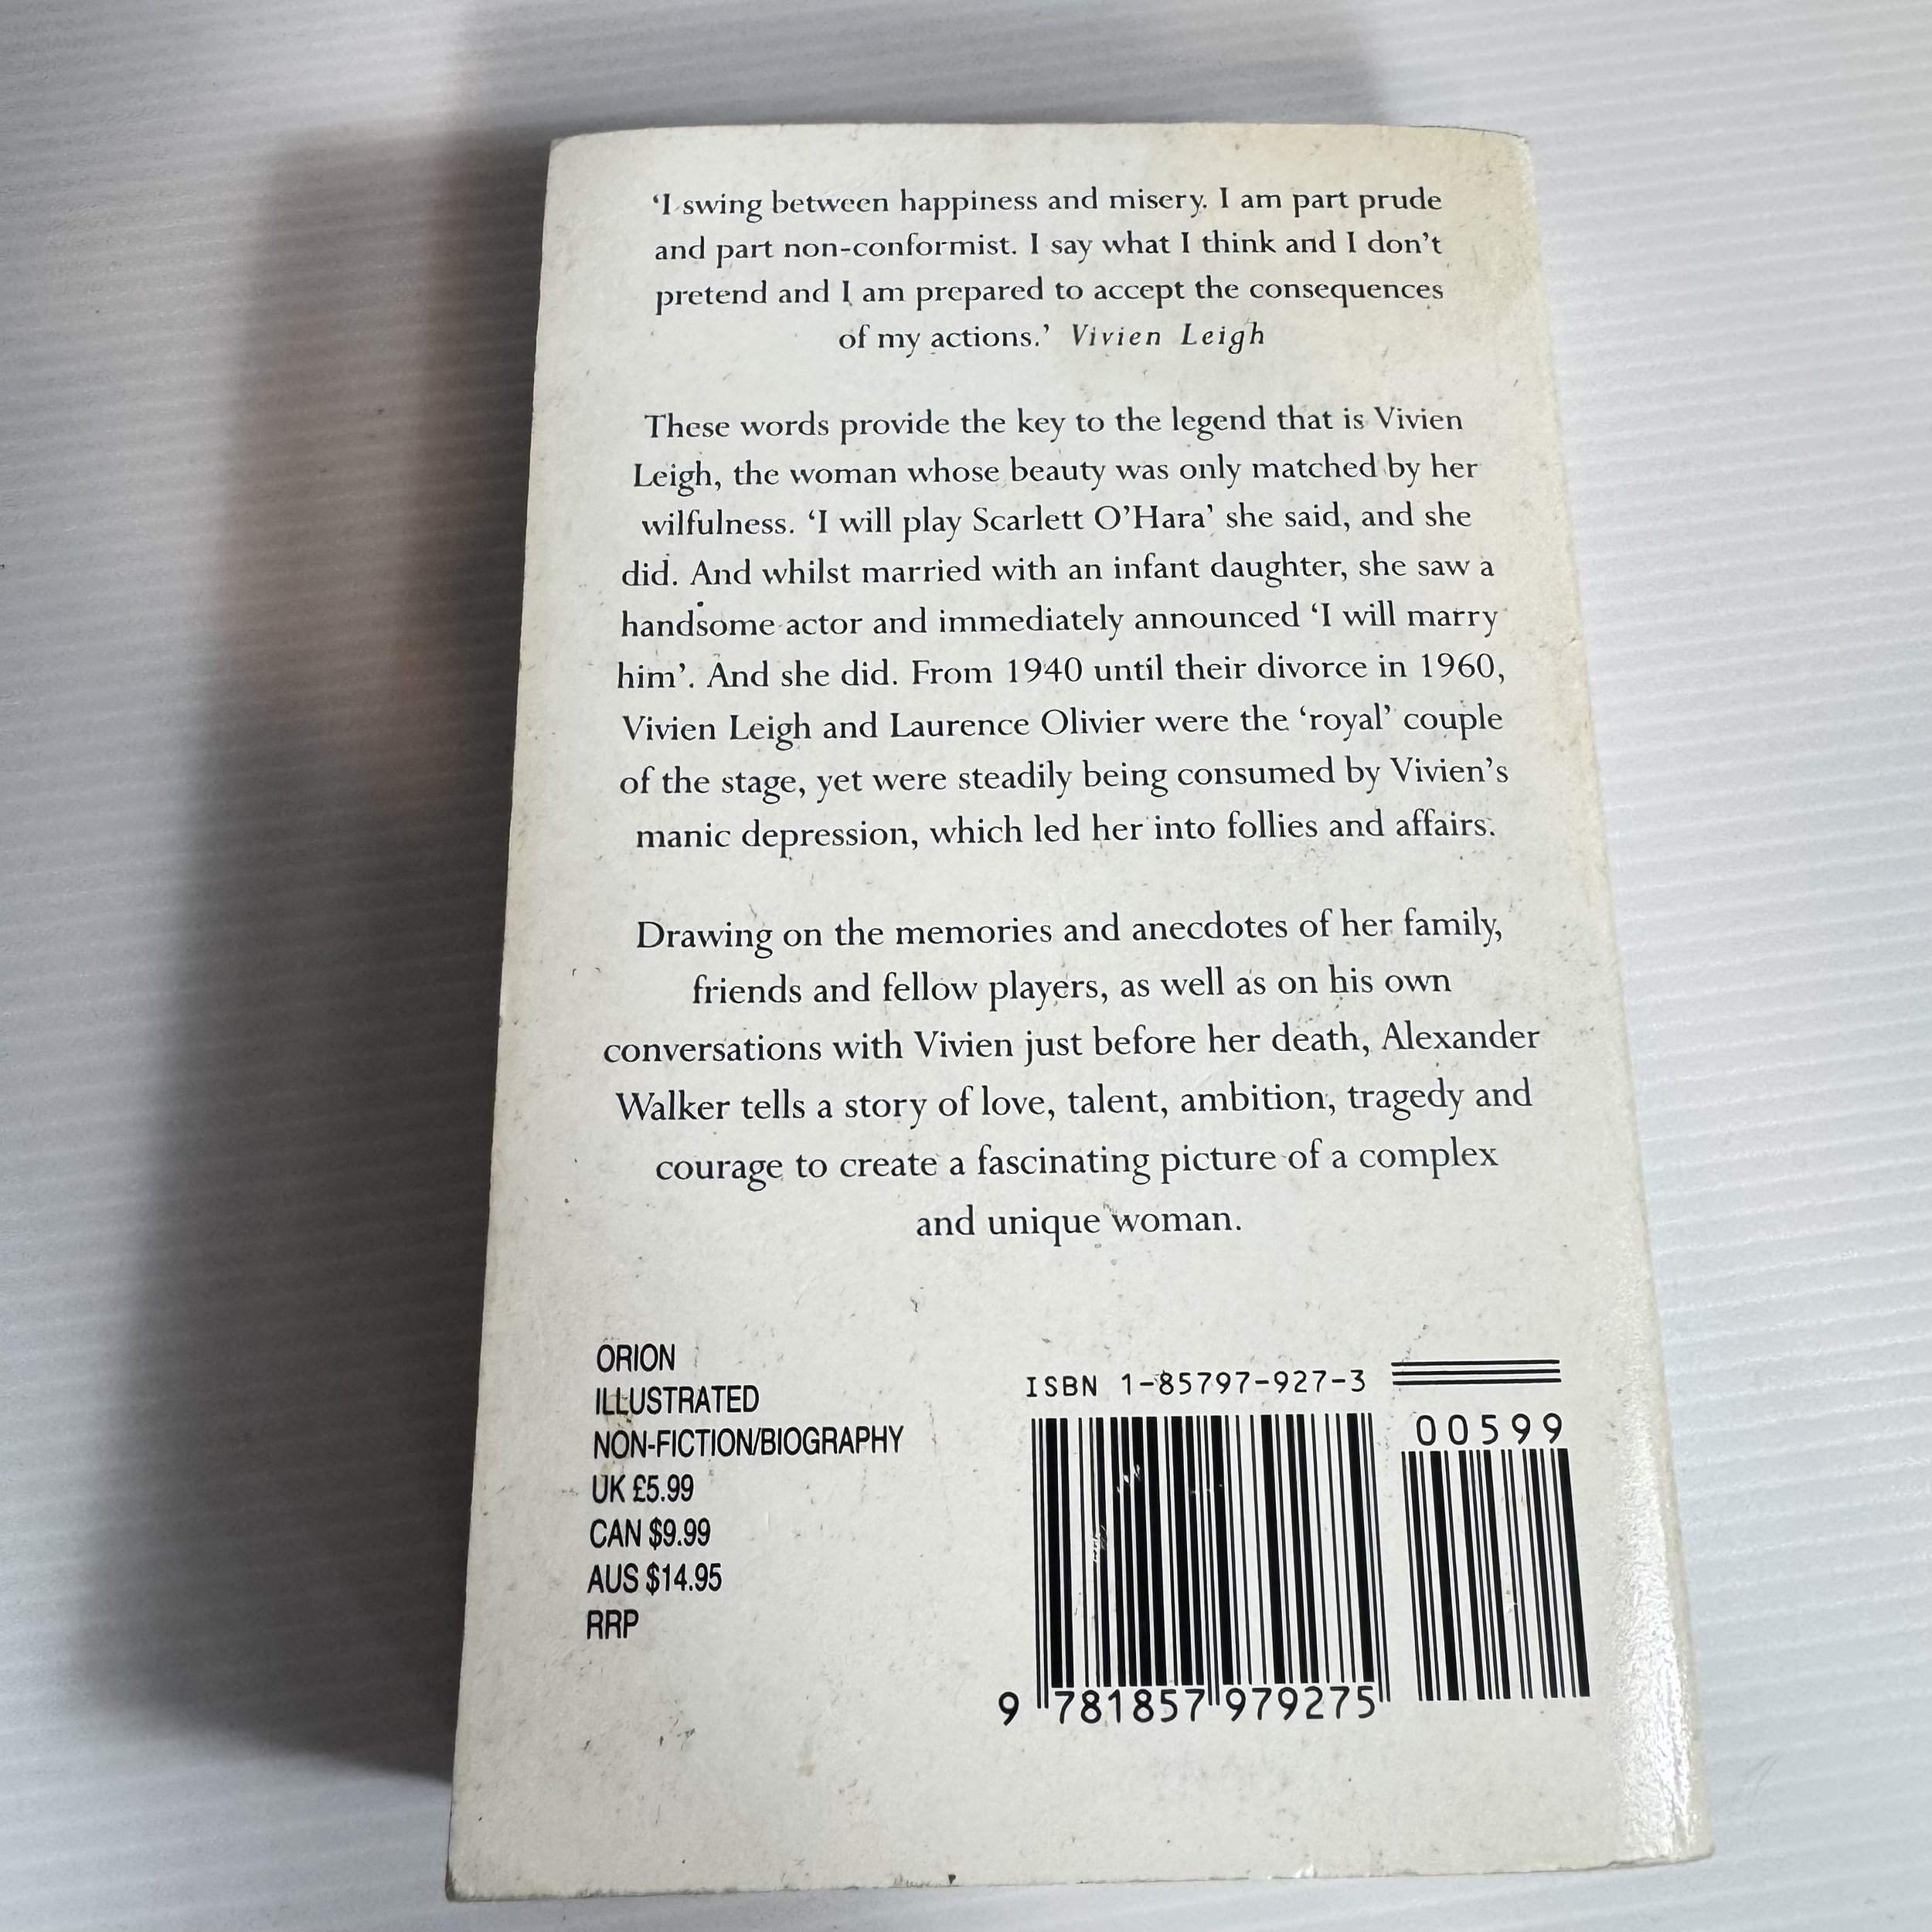 ‘I swing between happiness and misery. I am part prude
and part non-conformist. I say what I think and I don’t
pretend and I am prepared to accept the consequences
of my actions.’ Vivien Leigh
These words provide the key to the legend that is Vivien
Leigh, the woman whose beauty was only matched by her
wilfulness. ‘I will play Scarlett O’Hara’ she said, and she
did. And whilst married with an infant daughter, she saw a
handsome actor and immediately announced ‘I will marry
him’. And she did. From 1940 until their divorce in 1960,
Vivien Leigh and Laurence Olivier were the ‘royal’ couple
of the stage, yet were steadily being consumed by Vivien’s
manic depression, which led her into follies and affairs.
Drawing on the memories and anecdotes of her family,
friends and fellow players, as well as on his own
conversations with Vivien just before her death, Alexander
Walker tells a story of love, talent, ambition, tragedy and
courage to create a fascinating picture of a complex
and unique woman.
ORION
ILLUSTRATED
NON-FICTION/BIOGRAPHY
UK £5.99
CAN $9.99
AUS $14.95
RRP
ISBN 1-85797-927-3
00599
9 781857 979275